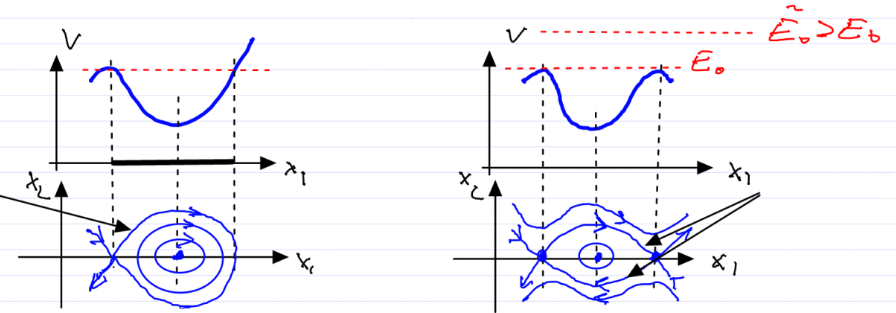 Ẽ₀ > E₀
V
V
E₀
x₁
x₁
x₂
x₂
x₁
x₁